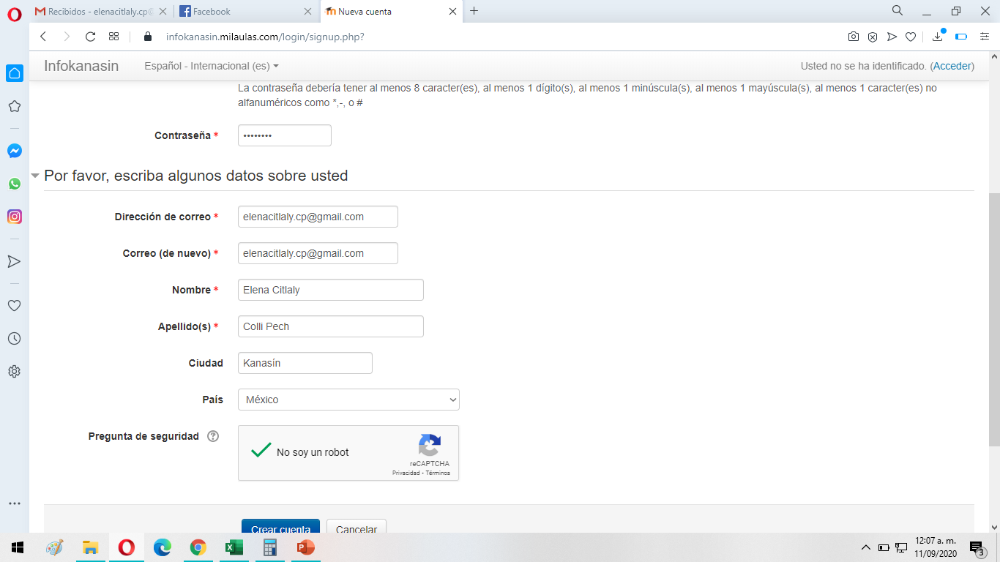 Recibidos - elenacitlaly.cp@
Facebook
Nueva cuenta
infokanasin.milaulas.com/login/signup.php?
Infokanasin
Español - Internacional (es)
Usted no se ha identificado. (Acceder)
La contraseña debería tener al menos 8 caracter(es), al menos 1 dígito(s), al menos 1 minúscula(s), al menos 1 mayúscula(s), al menos 1 caracter(es) no
alfanuméricos como *,-, o #
Contraseña *
••••••••
Por favor, escriba algunos datos sobre usted
Dirección de correo *
elenacitlaly.cp@gmail.com
Correo (de nuevo) *
elenacitlaly.cp@gmail.com
Nombre *
Elena Citlaly
Apellido(s) *
Colli Pech
Ciudad
Kanasín
País
México
Pregunta de seguridad
No soy un robot
reCAPTCHA
Privacidad - Términos
Crear cuenta
Cancelar
12:07 a. m.
11/09/2020
3